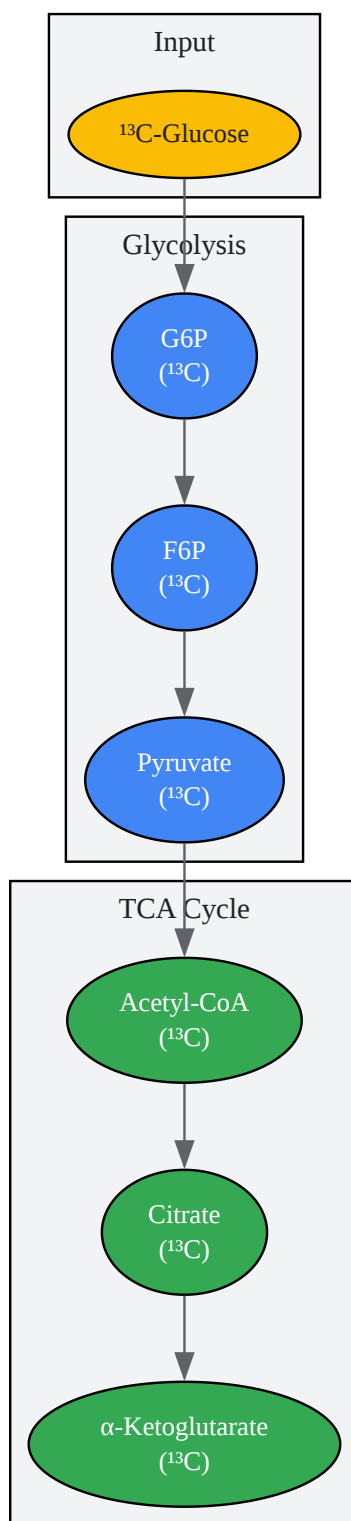 Input
¹³C-Glucose
Glycolysis
G6P
(¹³C)
F6P
(¹³C)
Pyruvate
(¹³C)
TCA Cycle
Acetyl-CoA
(¹³C)
Citrate
(¹³C)
α-Ketoglutarate
(¹³C)